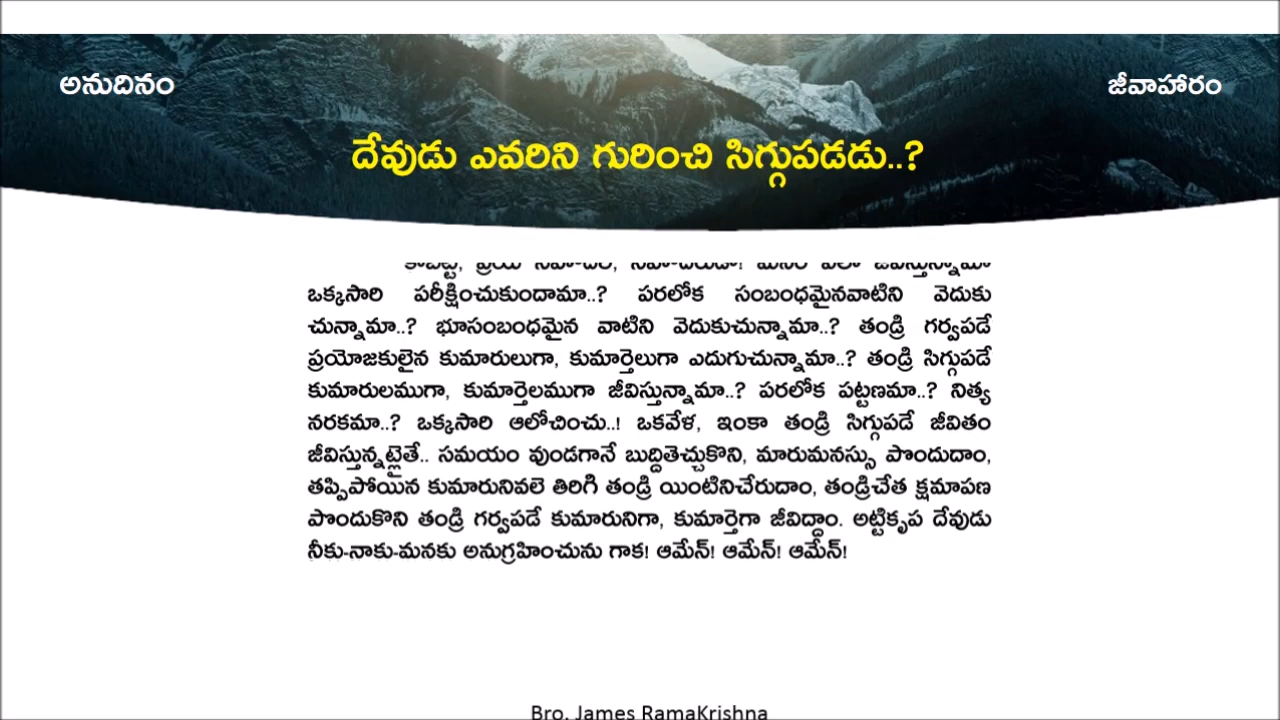 అనుదినం
జీవాహారం
దేవుడు ఎవరిని గురించి సిగ్గుపడడు..?
ఒక్కసారి పరీక్షించుకుందామా..? పరలోక సంబంధమైనవాటిని వెదుకు
చున్నామా..? భూసంబంధమైన వాటిని వెదుకుచున్నామా..? తండ్రి గర్వపడే
ప్రయోజకులైన కుమారులుగా, కుమార్తెలుగా ఎదుగుచున్నామా..? తండ్రి సిగ్గుపడే
కుమారులముగా, కుమార్తెలముగా జీవిస్తున్నామా..? పరలోక పట్టణమా..? నిత్య
నరకమా..? ఒక్కసారి ఆలోచించు..! ఒకవేళ, ఇంకా తండ్రి సిగ్గుపడే జీవితం
జీవిస్తున్నట్లైతే.. సమయం వుండగానే బుద్దితెచ్చుకొని, మారుమనస్సు పొందుదాం,
తప్పిపోయిన కుమారునివలె తిరిగి తండ్రి యింటినిచేరుదాం, తండ్రిచేత క్షమాపణ
పొందుకొని తండ్రి గర్వపడే కుమారునిగా, కుమార్తెగా జీవిద్దాం. అట్టికృప దేవుడు
నీకు-నాకు-మనకు అనుగ్రహించును గాక! ఆమేన్! ఆమేన్! ఆమేన్!
Bro. James RamaKrishna